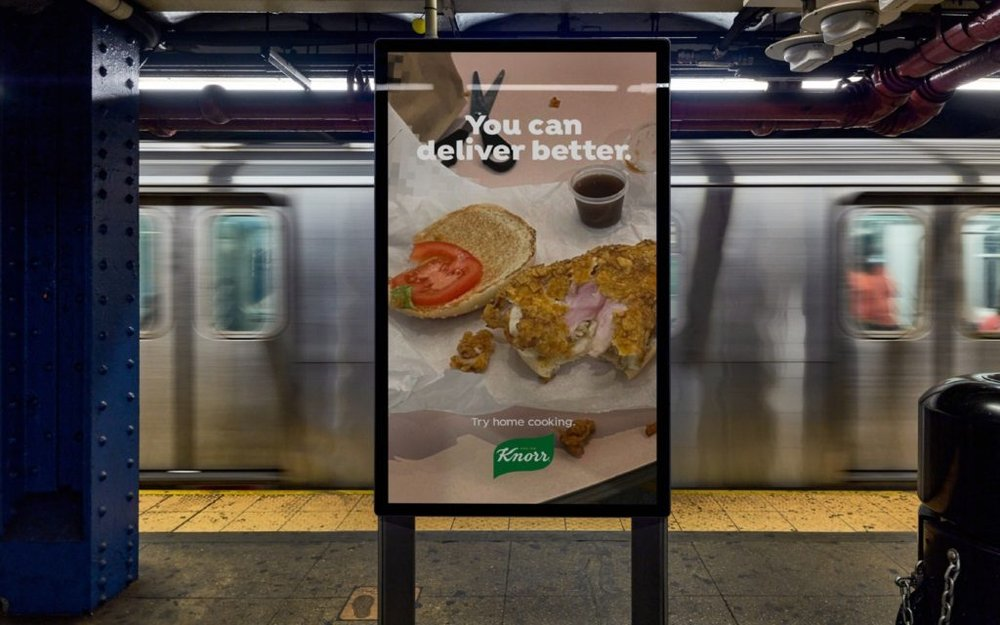 You can
deliver better.
Try home cooking.
Knorr